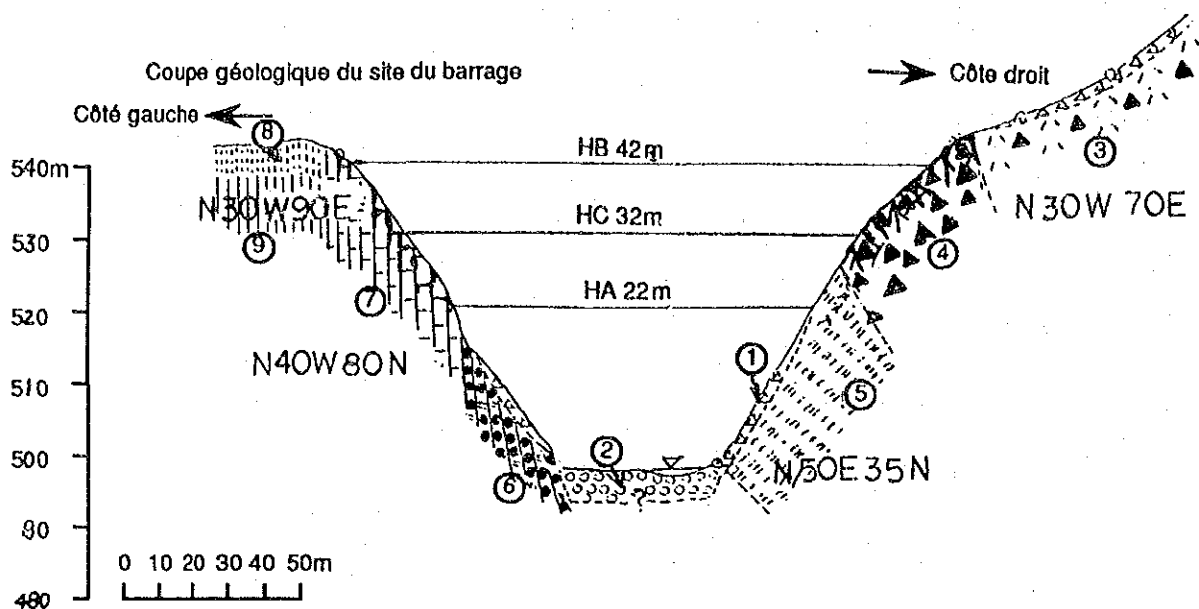 Coupe géologique du site du barrage
Côte droit
Côté gauche
8
HB 42m
3
540m
N30W90E
N30W 70E
HC 32m
4
530
9
7
HA 22m
520
1
N40W80N
510
5
2
500
N50E35N
6
90
0 10 20 30 40 50m
480